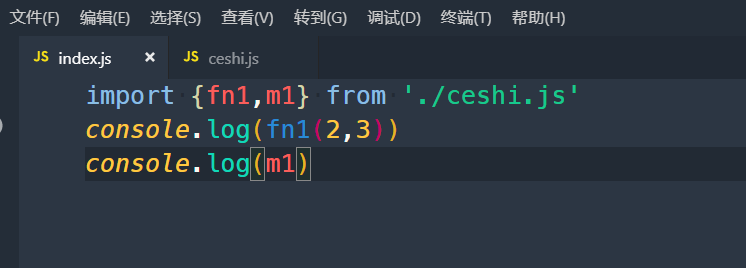 文件(F) 编辑(E) 选择(S) 查看(V) 转到(G) 调试(D) 终端(T) 帮助(H)
JS index.js × JS ceshi.js
import {fn1,m1} from './ceshi.js'
console.log(fn1(2,3))
console.log(m1)